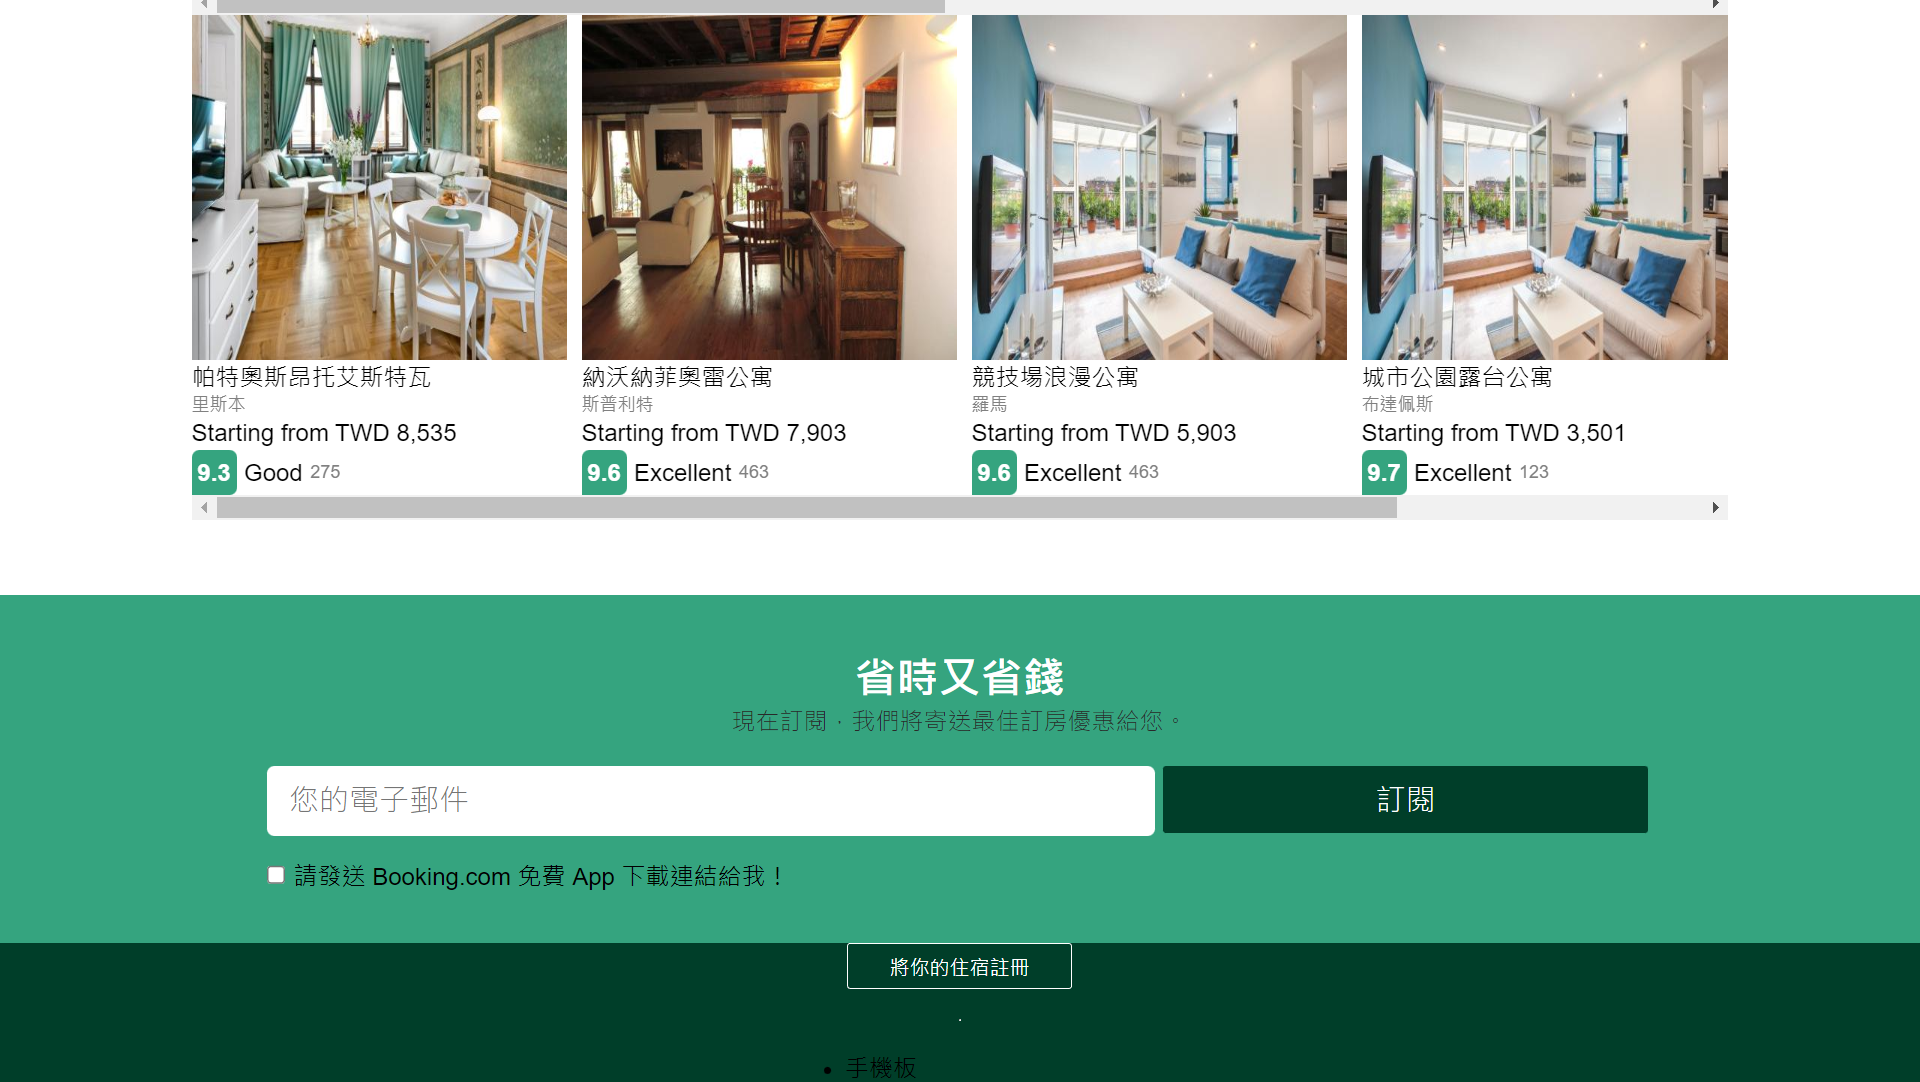 帕特奧斯昂托艾斯特瓦
里斯本
Starting from TWD 8,535
9.3 Good 275
納沃納菲奧雷公寓
斯普利特
Starting from TWD 7,903
9.6 Excellent 463
競技場浪漫公寓
羅馬
Starting from TWD 5,903
9.6 Excellent 463
城市公園露台公寓
布達佩斯
Starting from TWD 3,501
9.7 Excellent 123
省時又省錢
現在訂閱，我們將寄送最佳訂房優惠給您。
您的電子郵件
訂閱
請發送 Booking.com 免費 App 下載連結給我！
將你的住宿註冊
.
• 手機板